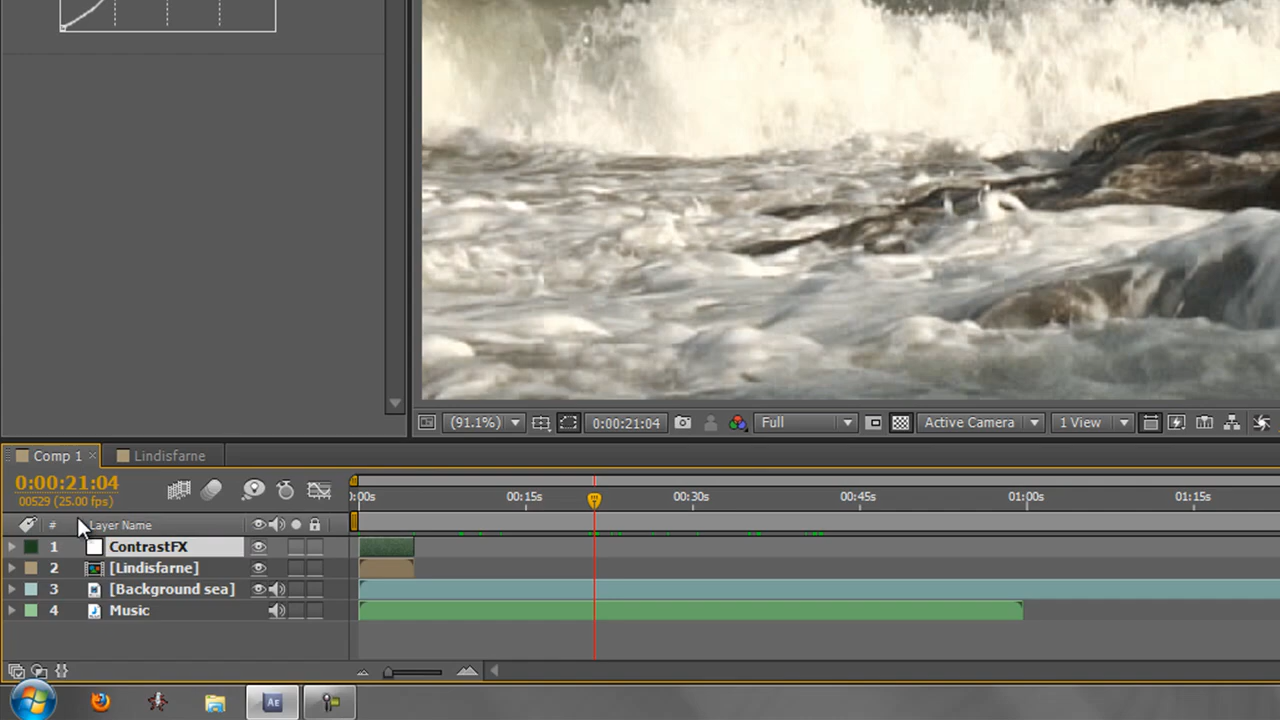 (91.1%) 0:00:21:04 Full Active Camera 1 View
Comp 1 × Lindisfarne
0:00:21:04
00529 (25.00 fps)
):00s 00:15s 00:30s 00:45s 01:00s 01:15s
# Layer Name
1 ContrastFX
2 [Lindisfarne]
3 [Background sea]
4 Music
Ae